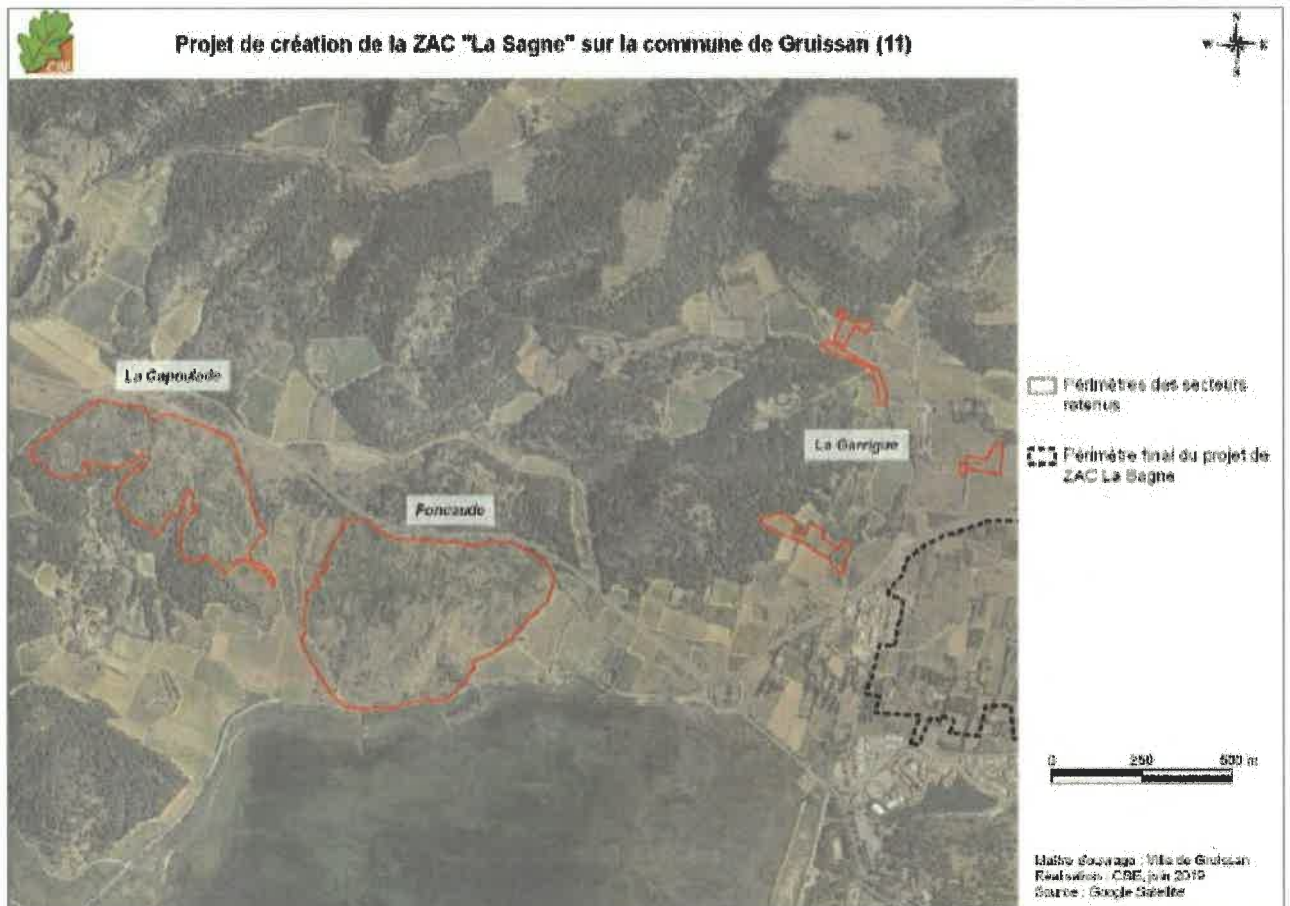 Projet de création de la ZAC "La Sagne" sur la commune de Gruissan (11)
CBE
N
W E
S
La Capoulade
Foncaude
La Garrigue
Périmètres des secteurs
retenus
Périmètre final du projet de
ZAC La Sagne
0 250 500 m
Maître d'ouvrage : Ville de Gruissan
Réalisation : CBE, juin 2019
Source : Google Satellite